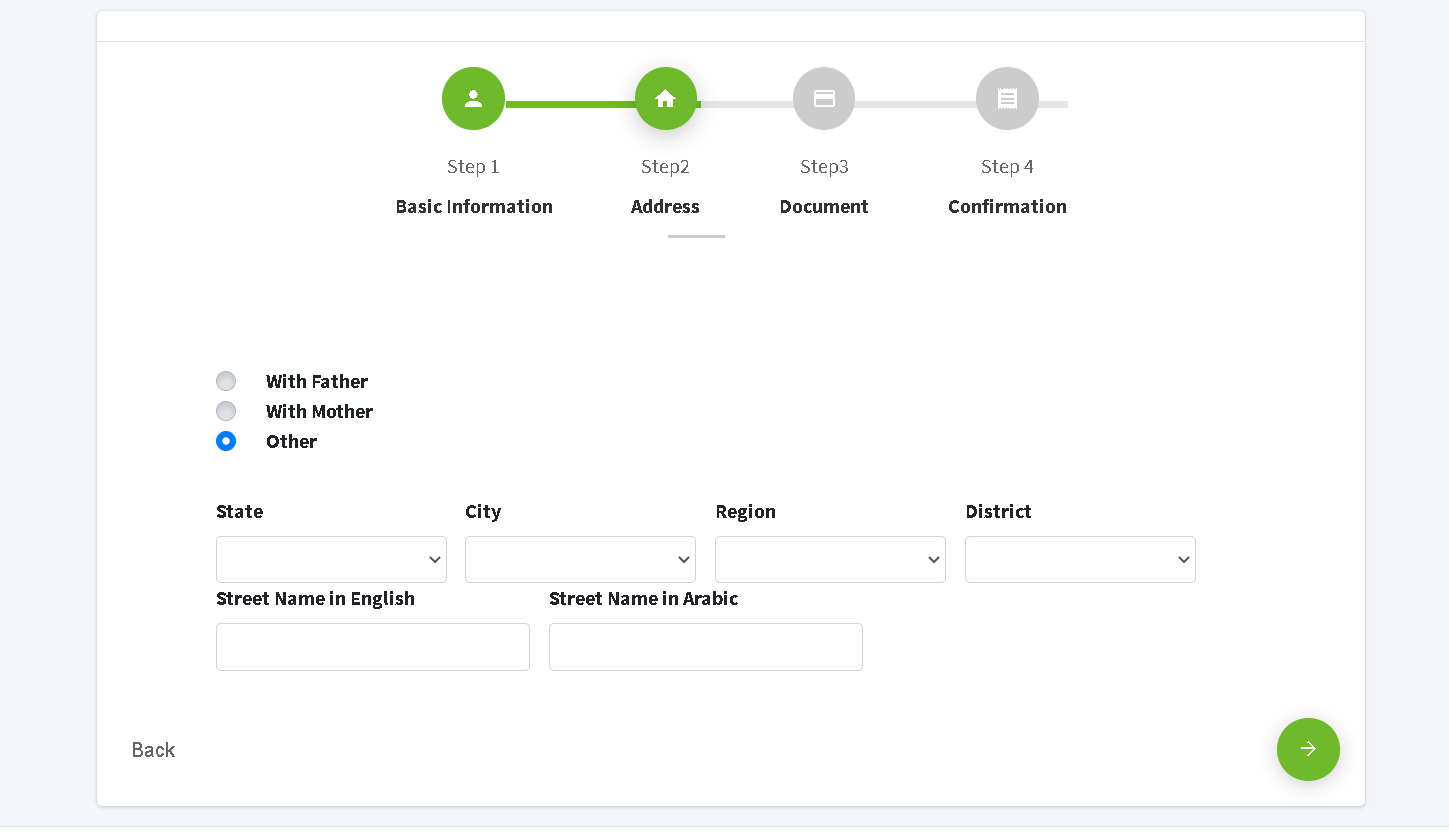 Step 1 Step2 Step3 Step 4
Basic Information Address Document Confirmation
With Father
With Mother
Other
State City Region District
Street Name in English Street Name in Arabic
Back